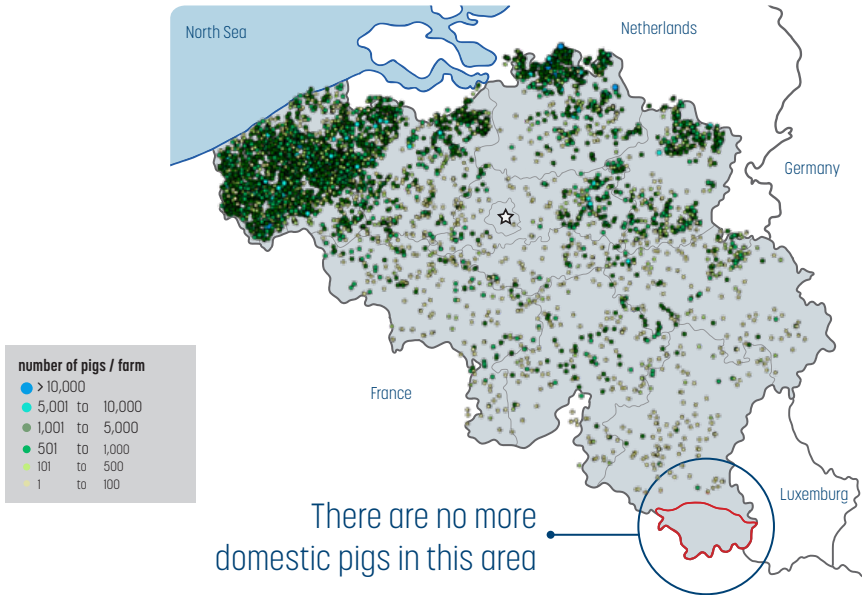 North Sea
Netherlands
Germany
number of pigs / farm
> 10,000
5,001 to 10,000
1,001 to 5,000
501 to 1,000
101 to 500
1 to 100
France
Luxemburg
There are no more
domestic pigs in this area